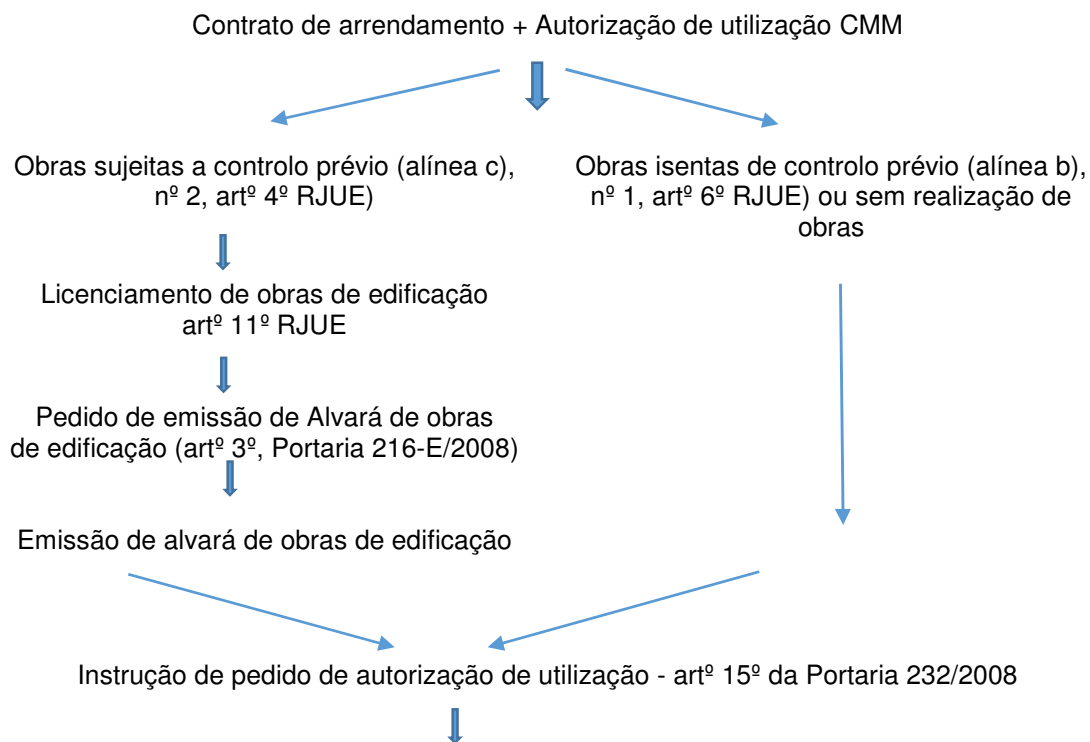 Contrato de arrendamento + Autorização de utilização CMM
Obras sujeitas a controlo prévio (alínea c),
nº 2, artº 4º RJUE)
Obras isentas de controlo prévio (alínea b),
nº 1, artº 6º RJUE) ou sem realização de
obras
Licenciamento de obras de edificação
artº 11º RJUE
Pedido de emissão de Alvará de obras
de edificação (artº 3º, Portaria 216-E/2008)
Emissão de alvará de obras de edificação
Instrução de pedido de autorização de utilização - artº 15º da Portaria 232/2008